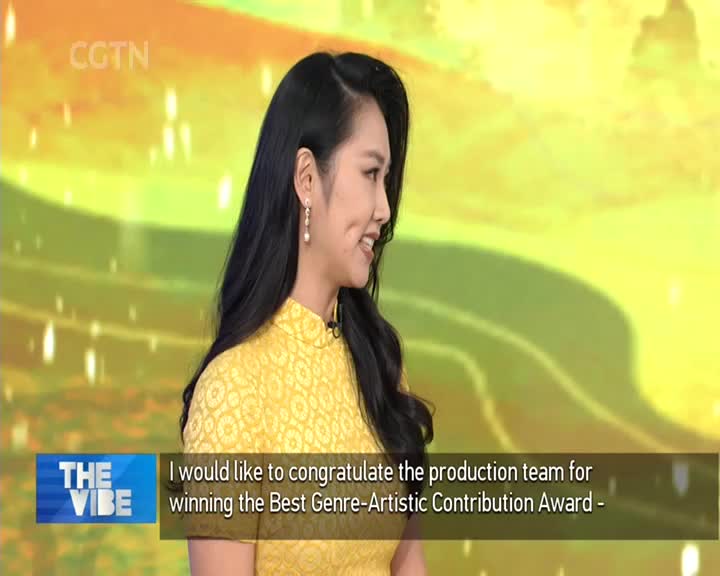 CGTN
THE
VIBE
I would like to congratulate the production team for
winning the Best Genre-Artistic Contribution Award -